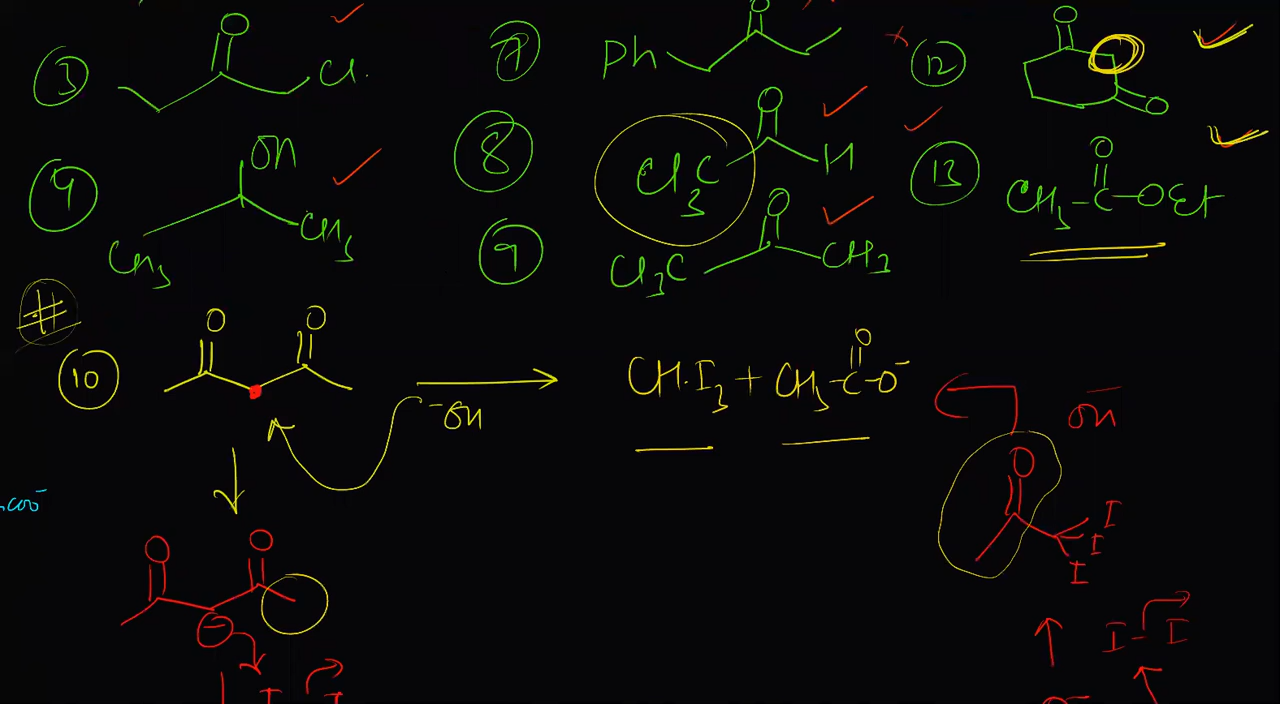 O
③ Cl.
⑦ Ph O
⑫ O O
④ OH CH3 CH3
⑧ Cl3C O H
⑨ Cl3C O CH3
⑬ CH3-C-OEt O
#
⑩ O O
-OH
CH.I3 + CH3-C-O- O
OH-
COO-
O O ⊖
O I I I
I-I
I I